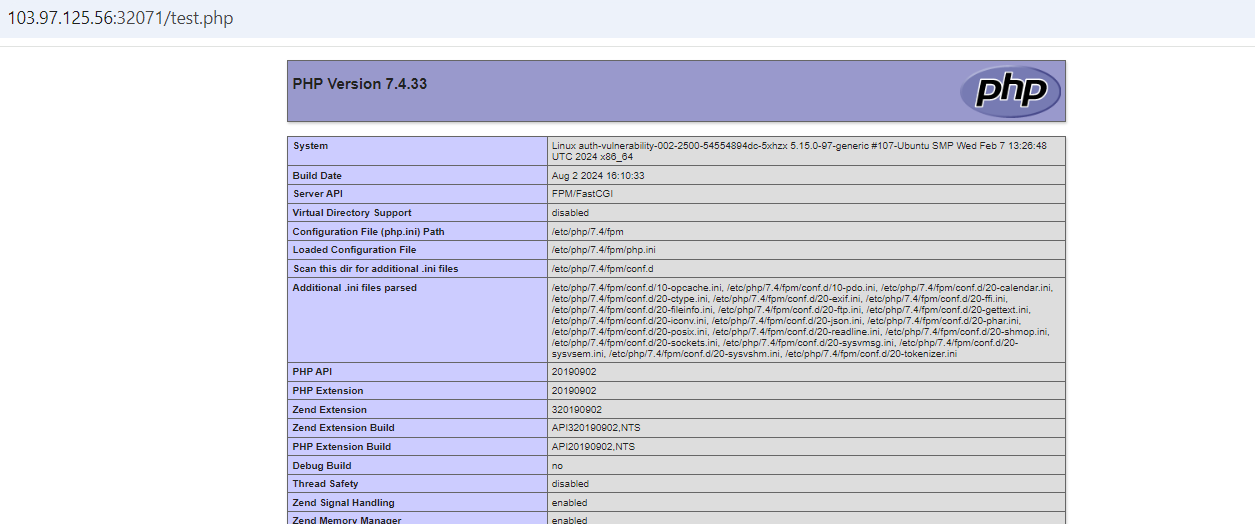 103.97.125.56:32071/test.php
PHP Version 7.4.33
php
System
Linux auth-vulnerability-002-2500-54554894dc-5xhzx 5.15.0-97-generic #107-Ubuntu SMP Wed Feb 7 13:26:48
UTC 2024 x86_64
Build Date
Aug 2 2024 16:10:33
Server API
FPM/FastCGI
Virtual Directory Support
disabled
Configuration File (php.ini) Path
/etc/php/7.4/fpm
Loaded Configuration File
/etc/php/7.4/fpm/php.ini
Scan this dir for additional .ini files
/etc/php/7.4/fpm/conf.d
Additional .ini files parsed
/etc/php/7.4/fpm/conf.d/10-opcache.ini, /etc/php/7.4/fpm/conf.d/10-pdo.ini, /etc/php/7.4/fpm/conf.d/20-calendar.ini,
/etc/php/7.4/fpm/conf.d/20-ctype.ini, /etc/php/7.4/fpm/conf.d/20-exif.ini, /etc/php/7.4/fpm/conf.d/20-ffi.ini,
/etc/php/7.4/fpm/conf.d/20-fileinfo.ini, /etc/php/7.4/fpm/conf.d/20-ftp.ini, /etc/php/7.4/fpm/conf.d/20-gettext.ini,
/etc/php/7.4/fpm/conf.d/20-iconv.ini, /etc/php/7.4/fpm/conf.d/20-json.ini, /etc/php/7.4/fpm/conf.d/20-phar.ini,
/etc/php/7.4/fpm/conf.d/20-posix.ini, /etc/php/7.4/fpm/conf.d/20-readline.ini, /etc/php/7.4/fpm/conf.d/20-shmop.ini,
/etc/php/7.4/fpm/conf.d/20-sockets.ini, /etc/php/7.4/fpm/conf.d/20-sysvmsg.ini, /etc/php/7.4/fpm/conf.d/20-
sysvsem.ini, /etc/php/7.4/fpm/conf.d/20-sysvshm.ini, /etc/php/7.4/fpm/conf.d/20-tokenizer.ini
PHP API
20190902
PHP Extension
20190902
Zend Extension
320190902
Zend Extension Build
API320190902,NTS
PHP Extension Build
API20190902,NTS
Debug Build
no
Thread Safety
disabled
Zend Signal Handling
enabled
Zend Memory Manager
enabled